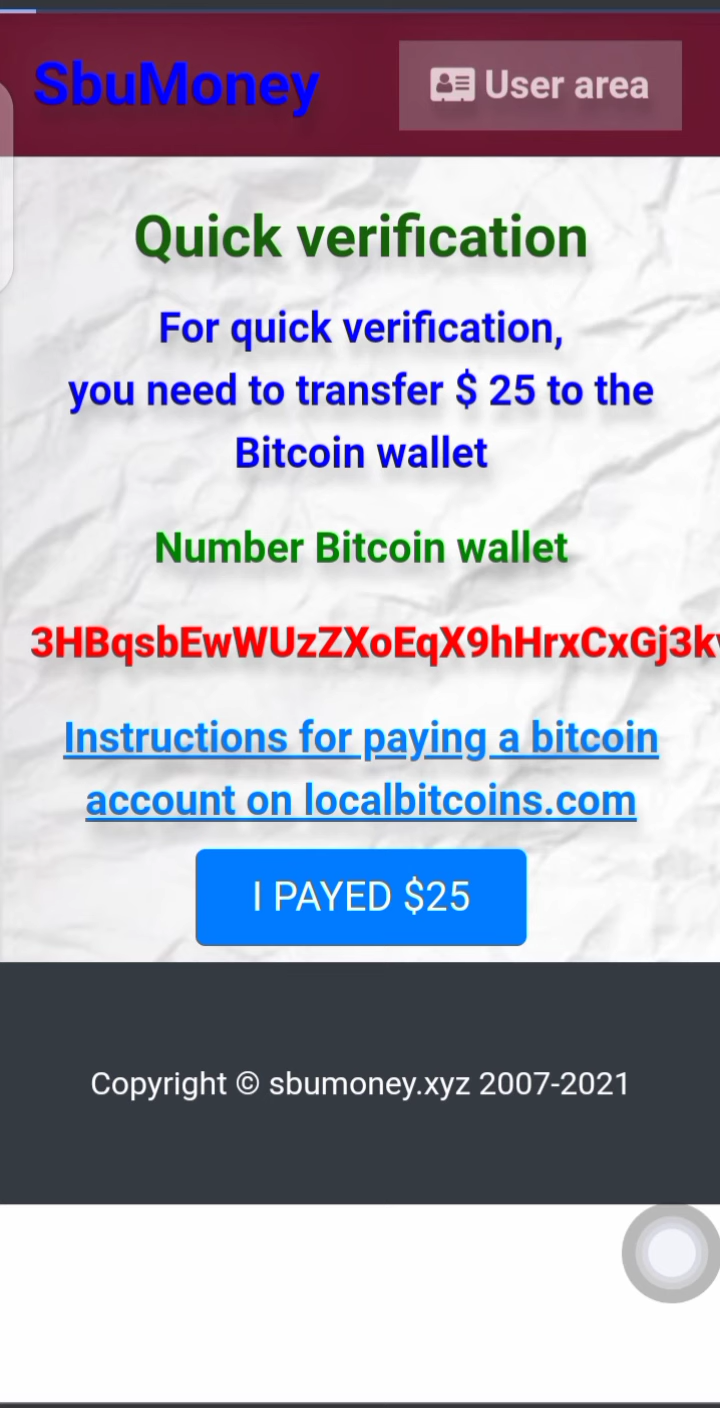 SbuMoney
User area
Quick verification
For quick verification,
you need to transfer $ 25 to the
Bitcoin wallet
Number Bitcoin wallet
3HBqsbEwWUzZXoEqX9hHrxCxGj3k
Instructions for paying a bitcoin
account on localbitcoins.com
I PAYED $25
Copyright © sbumoney.xyz 2007-2021